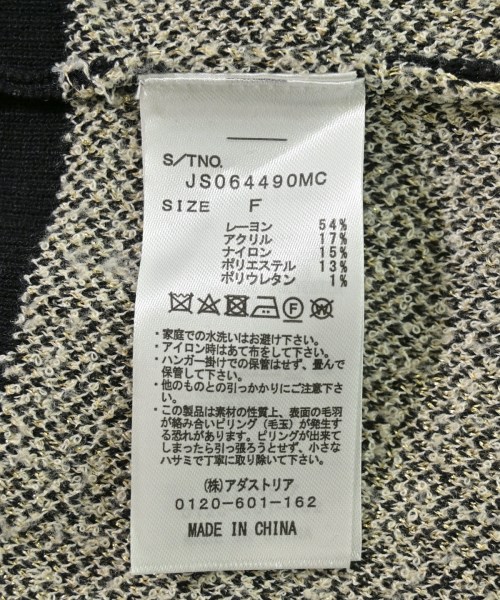 S/TNO.
JS064490MC
SIZE F
レーヨン 54%
アクリル 17%
ナイロン 15%
ポリエステル 13%
ポリウレタン 1%
・家庭での水洗いはお避け下さい。
・アイロン時はあて布をして下さい。
・ハンガー掛けでの保管はせず、畳んで
保管して下さい。
・他のものとの引っかかりにご注意下さ
い。
・この製品は素材の性質上、表面の毛羽
が絡み合いピリング(毛玉)が発生す
る恐れがあります。ピリングが出来て
しまったら引っ張ろうとせず、小さな
ハサミで丁寧に取り除いて下さい。
(株)アダストリア
0120-601-162
MADE IN CHINA